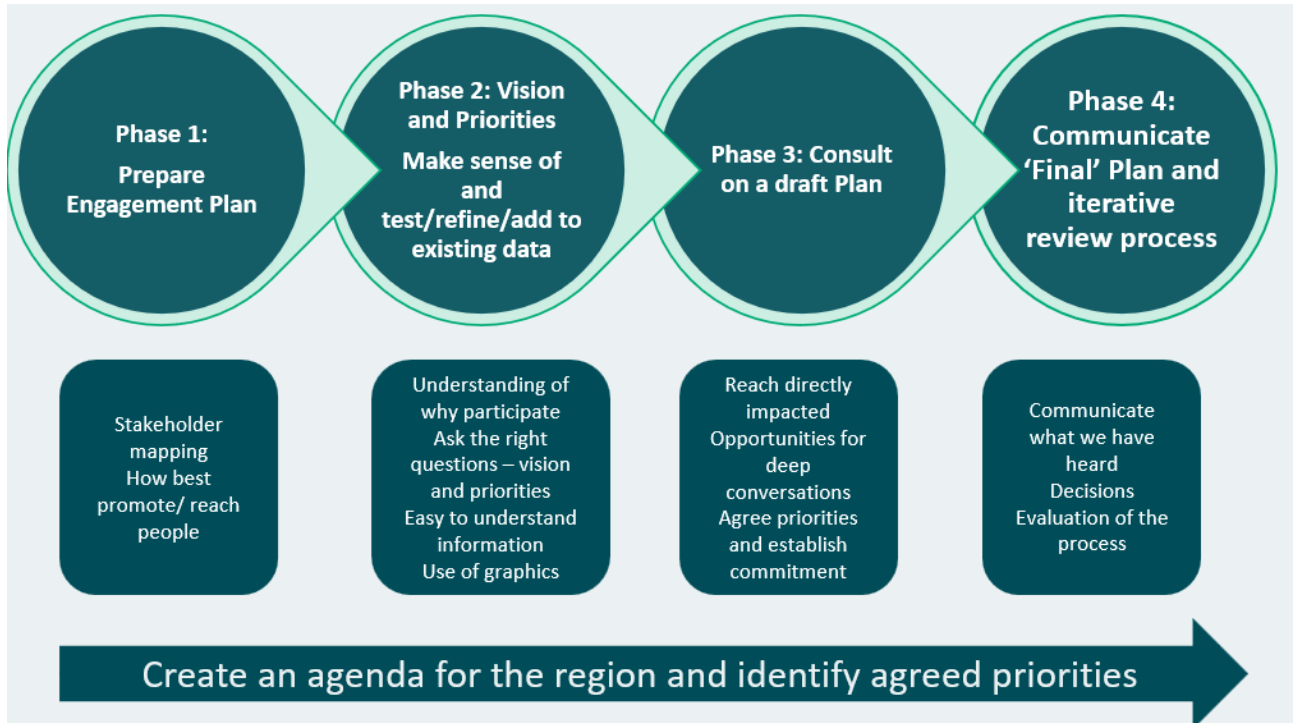 Phase 1:
Prepare
Engagement Plan
Phase 2: Vision
and Priorities
Make sense of
and
test/refine/add to
existing data
Phase 3: Consult
on a draft Plan
Phase 4:
Communicate
‘Final’ Plan and
iterative
review process
Stakeholder
mapping
How best
promote/ reach
people
Understanding of
why participate
Ask the right
questions – vision
and priorities
Easy to understand
information
Use of graphics
Reach directly
impacted
Opportunities for
deep
conversations
Agree priorities
and establish
commitment
Communicate
what we have
heard
Decisions
Evaluation of the
process
Create an agenda for the region and identify agreed priorities